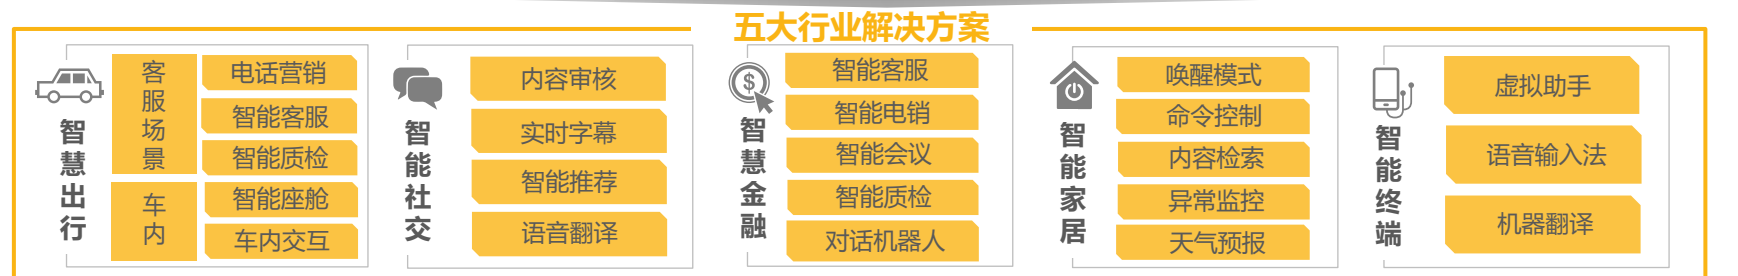 五大行业解决方案
智慧出行
客服场景
电话营销
智能客服
智能质检
车内
智能座舱
车内交互
智能社交
内容审核
实时字幕
智能推荐
语音翻译
智慧金融
智能客服
智能电销
智能会议
智能质检
对话机器人
智能家居
唤醒模式
命令控制
内容检索
异常监控
天气预报
智能终端
虚拟助手
语音输入法
机器翻译